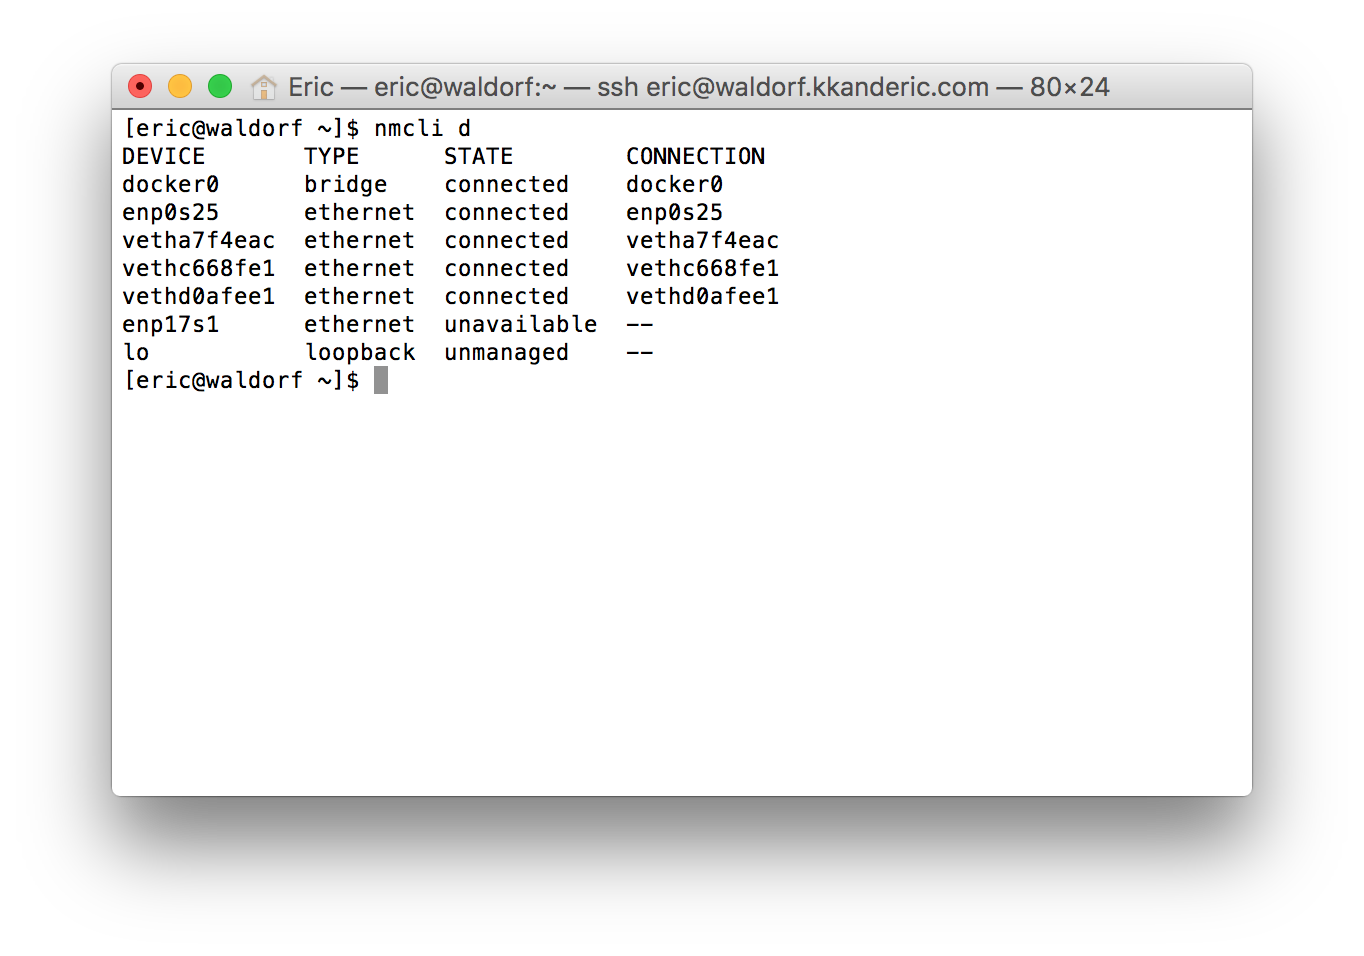 Eric — eric@waldorf:~ — ssh eric@waldorf.kkanderic.com — 80×24
[eric@waldorf ~]$ nmcli d
DEVICE       TYPE      STATE        CONNECTION
docker0      bridge    connected    docker0
enp0s25      ethernet  connected    enp0s25
vetha7f4eac  ethernet  connected    vetha7f4eac
vethc668fe1  ethernet  connected    vethc668fe1
vethd0afee1  ethernet  connected    vethd0afee1
enp17s1      ethernet  unavailable  --
lo           loopback  unmanaged    --
[eric@waldorf ~]$